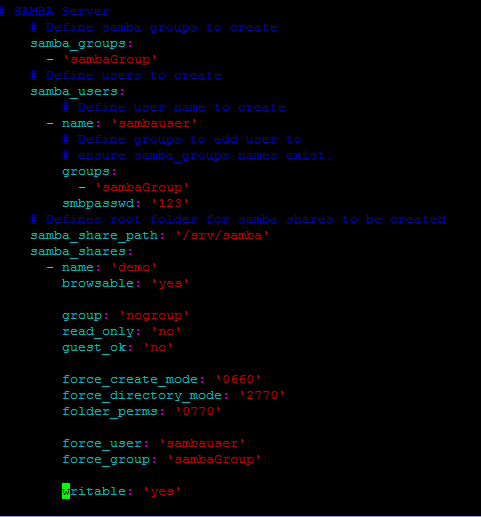 # SAMBA Server
# Define samba groups to create
samba_groups:
- 'sambaGroup'
# Define users to create
samba_users:
# Define user name to create
- name: 'sambauser'
# Define groups to add user to
# ensure samba_groups names exist.
groups:
- 'sambaGroup'
smbpasswd: '123'
# Defines root folder for samba shares to be created
samba_share_path: '/srv/samba'
samba_shares:
- name: 'demo'
browsable: 'yes'
group: 'nogroup'
read_only: 'no'
guest_ok: 'no'
force_create_mode: '0660'
force_directory_mode: '2770'
folder_perms: '0770'
force_user: 'sambauser'
force_group: 'sambaGroup'
writable: 'yes'